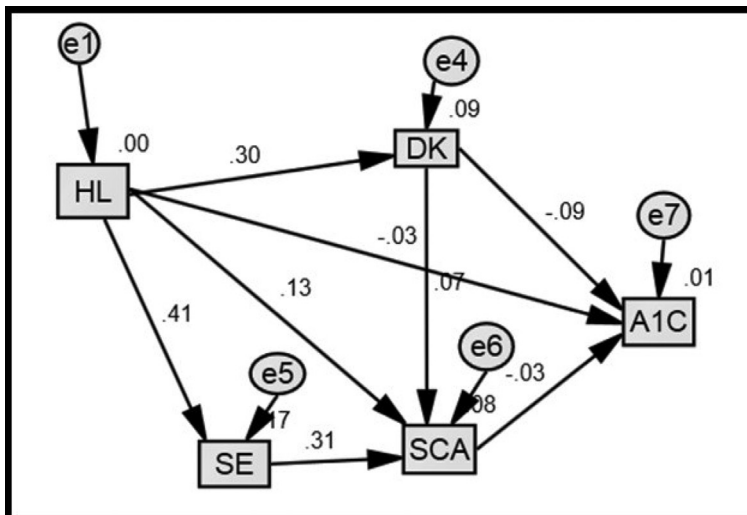 e1
e4
.09
DK
.00
.30
HL
-.09
e7
-.03
.01
.07
.13
A1C
.41
e6
-.03
e5
.08
.17
.31
SCA
SE